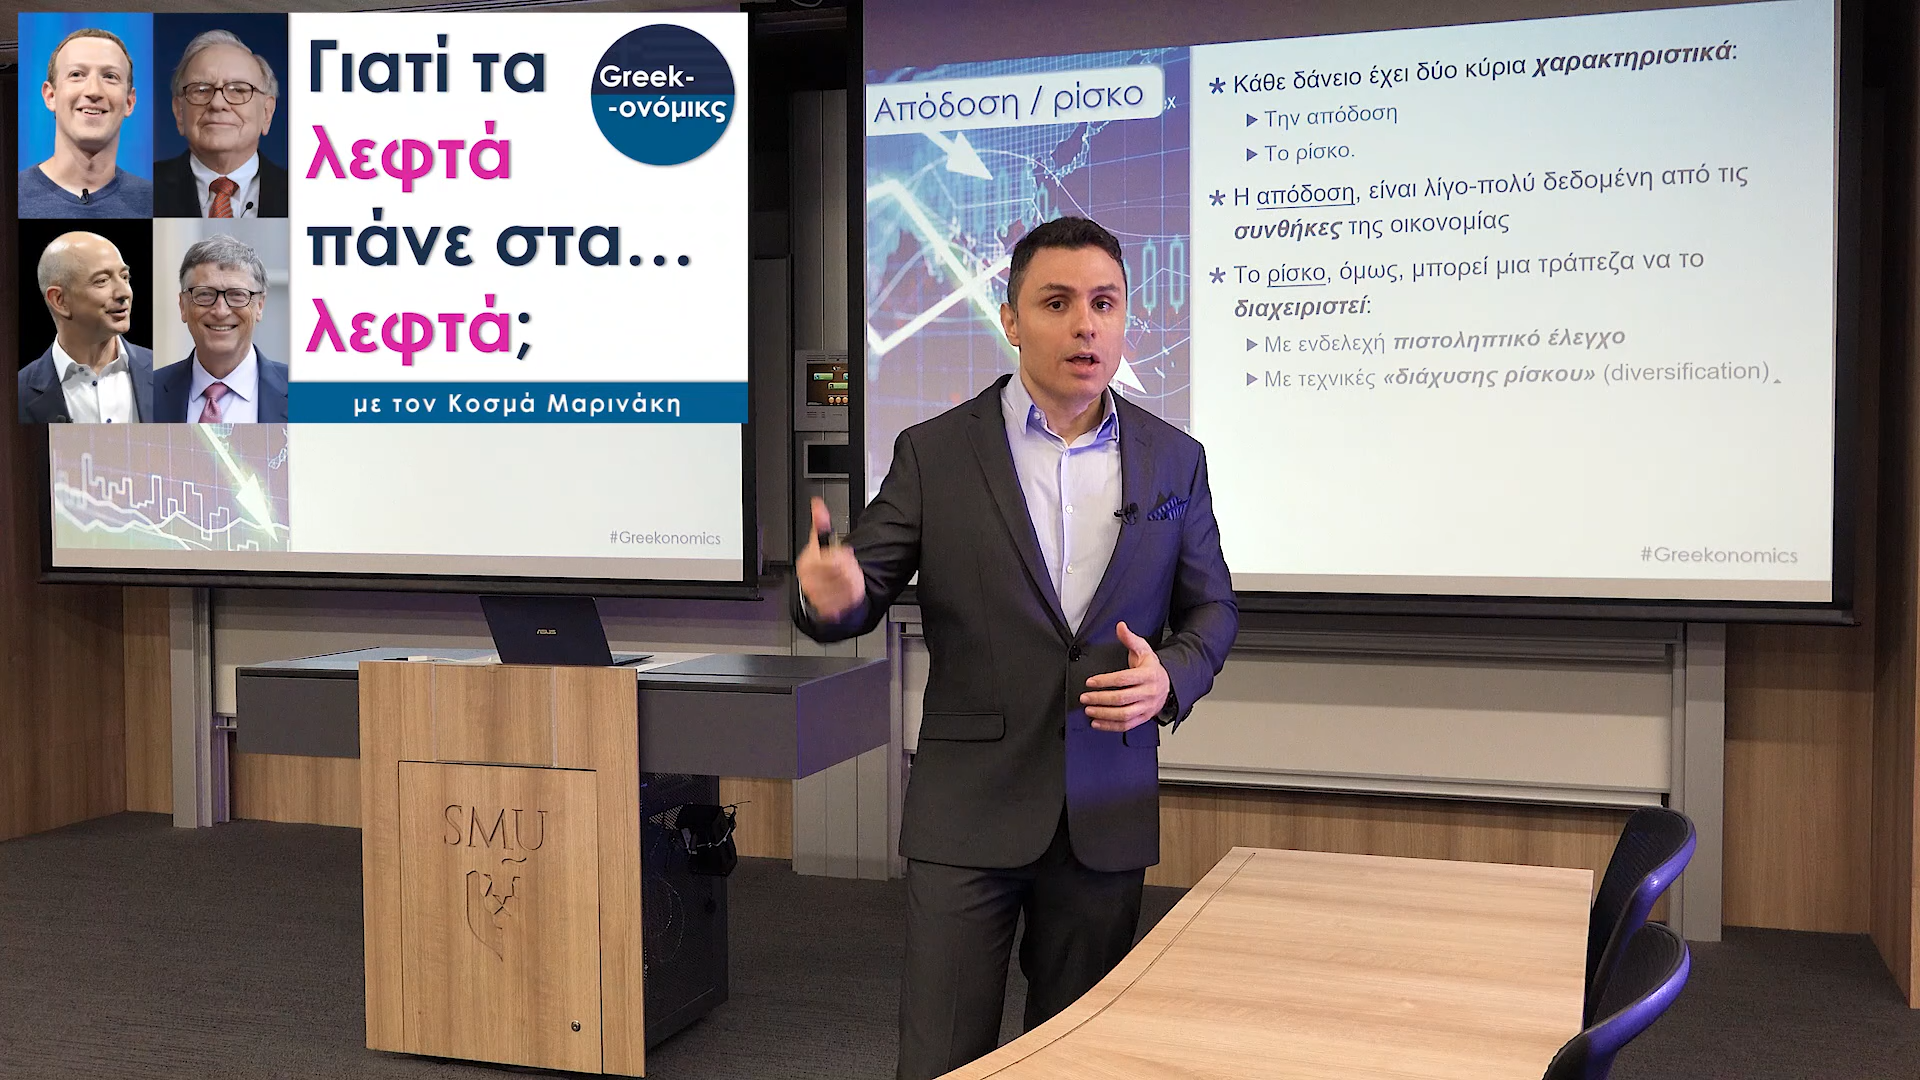 Γιατί τα
λεφτά
πάνε στα...
λεφτά;
Greek-
-ονόμικς
με τον Κοσμά Μαρινάκη
#Greekonomics
Απόδοση / ρίσκο
* Κάθε δάνειο έχει δύο κύρια χαρακτηριστικά:
Την απόδοση
Το ρίσκο.
* Η απόδοση, είναι λίγο-πολύ δεδομένη από τις
συνθήκες της οικονομίας
* Το ρίσκο, όμως, μπορεί μια τράπεζα να το
διαχειριστεί:
Με ενδελεχή πιστοληπτικό έλεγχο
Με τεχνικές «διάχυσης ρίσκου» (diversification)
#Greekonomics
ASUS
SMU